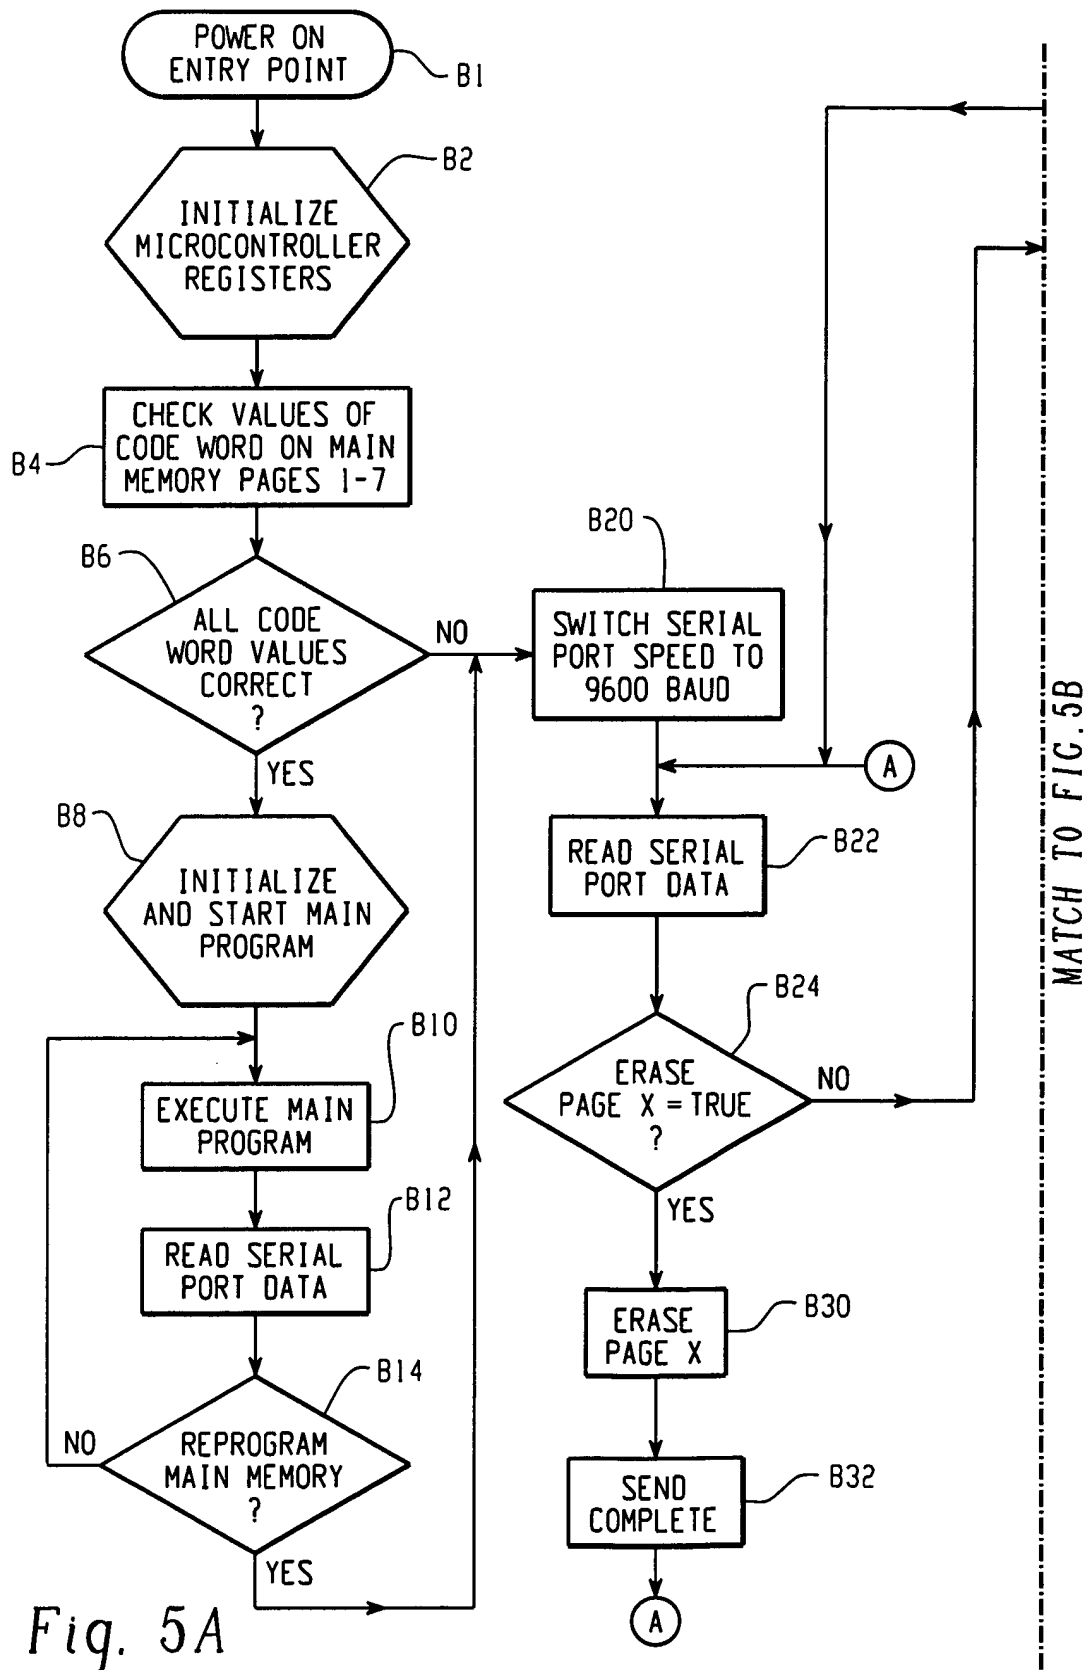 POWER ON
ENTRY POINT
B1
B2
INITIALIZE
MICROCONTROLLER
REGISTERS
CHECK VALUES OF
CODE WORD ON MAIN
MEMORY PAGES 1-7
B4
B6
ALL CODE
WORD VALUES
CORRECT
?
NO
YES
B8
INITIALIZE
AND START MAIN
PROGRAM
B10
EXECUTE MAIN
PROGRAM
B12
READ SERIAL
PORT DATA
B14
REPROGRAM
MAIN MEMORY
?
NO
YES
B20
SWITCH SERIAL
PORT SPEED TO
9600 BAUD
A
B22
READ SERIAL
PORT DATA
B24
ERASE
PAGE X = TRUE
?
NO
YES
B30
ERASE
PAGE X
B32
SEND
COMPLETE
A
MATCH TO FIG. 5B
Fig. 5A